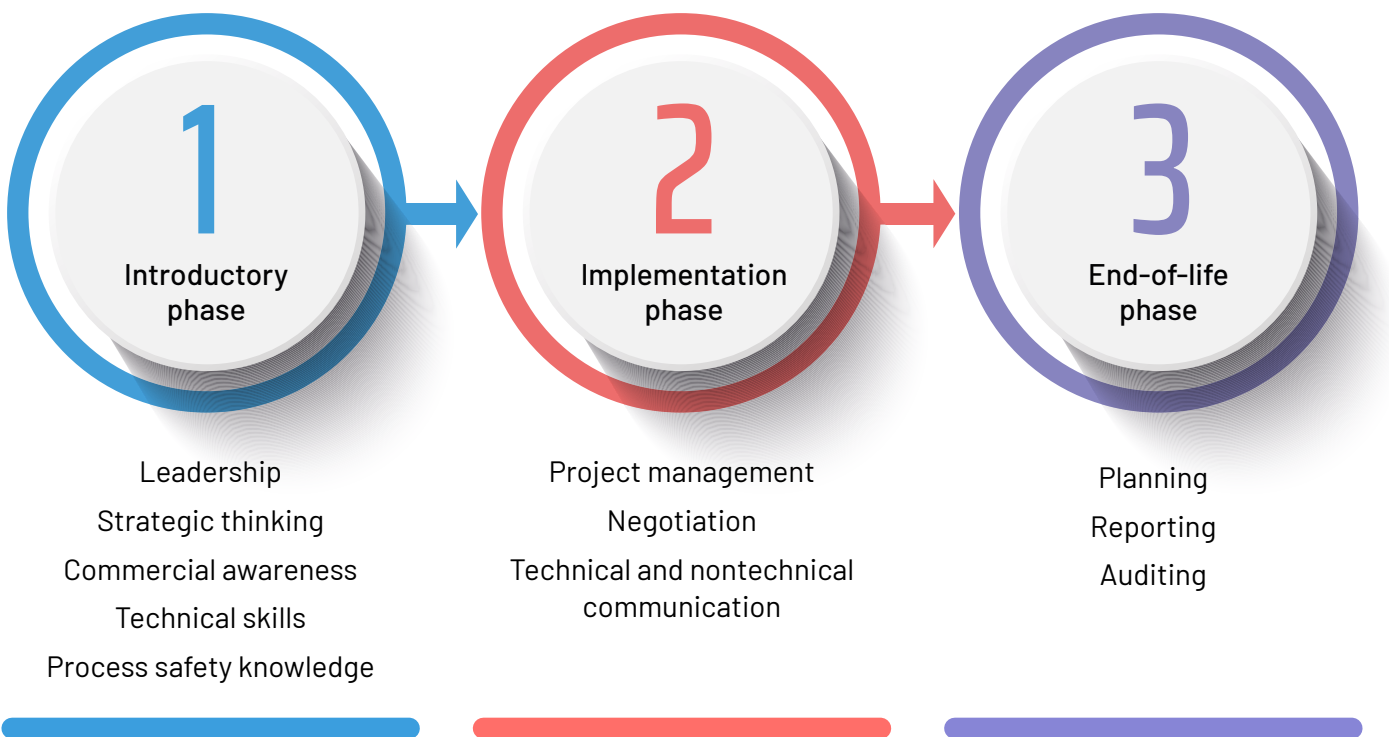 1
Introductory
phase
Leadership
Strategic thinking
Commercial awareness
Technical skills
Process safety knowledge
2
Implementation
phase
Project management
Negotiation
Technical and nontechnical
communication
3
End-of-life
phase
Planning
Reporting
Auditing